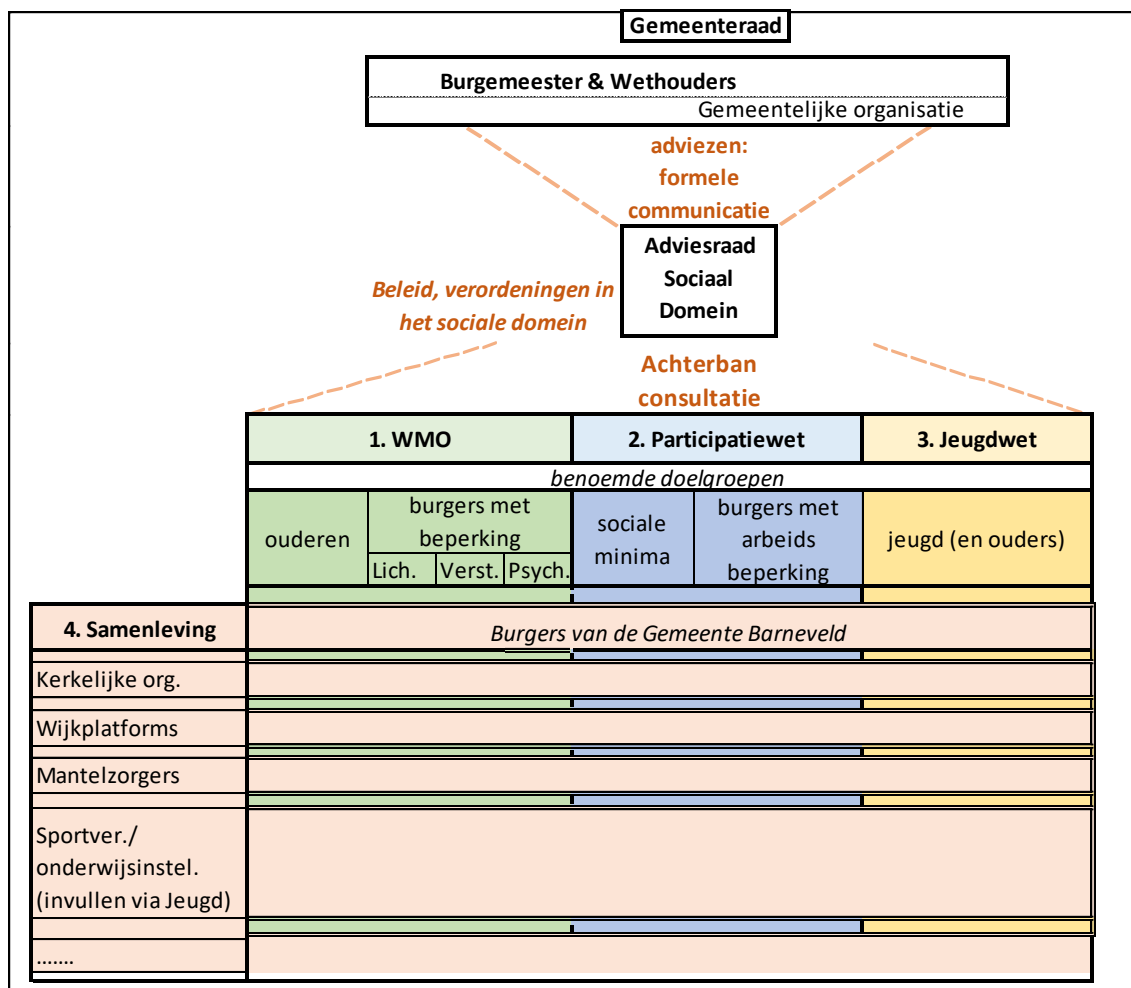 Gemeenteraad
Burgemeester & Wethouders
Gemeentelijke organisatie
adviezen:
formele
communicatie
Adviesraad
Sociaal
Domein
Beleid, verordeningen in
het sociale domein
Achterban
consultatie
1. WMO
2. Participatiewet
3. Jeugdwet
benoemde doelgroepen
ouderen
burgers met
beperking
Lich.
Verst.
Psych.
sociale
minima
burgers met
arbeids
beperking
jeugd (en ouders)
4. Samenleving
Burgers van de Gemeente Barneveld
Kerkelijke org.
Wijkplatforms
Mantelzorgers
Sportver./
onderwijsinstel.
(invullen via Jeugd)
.......